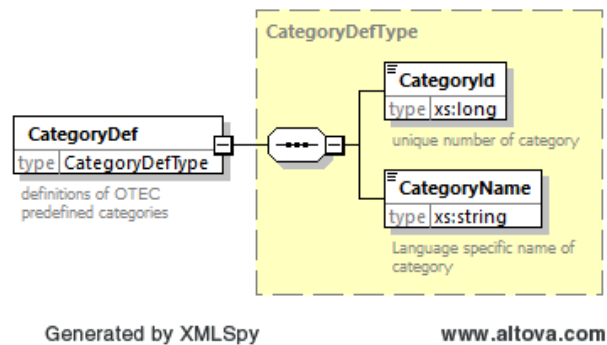 CategoryDefType
CategoryId
type xs:long
unique number of category
CategoryDef
type CategoryDefType
definitions of OTEC
predefined categories
CategoryName
type xs:string
Language specific name of
category
Generated by XMLSpy
www.altova.com